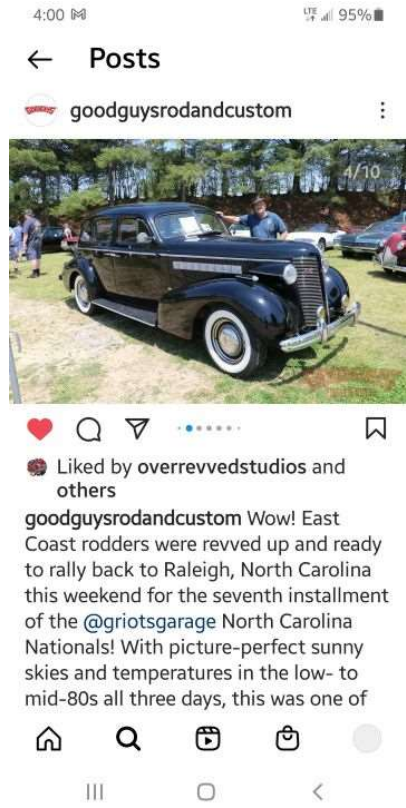 4:00
LTE 95%
Posts
goodguysrodandcustom
4/10
Liked by overrevvedstudios and
others
goodguysrodandcustom Wow! East
Coast rodders were revved up and ready
to rally back to Raleigh, North Carolina
this weekend for the seventh installment
of the @griotsgarage North Carolina
Nationals! With picture-perfect sunny
skies and temperatures in the low- to
mid-80s all three days, this was one of